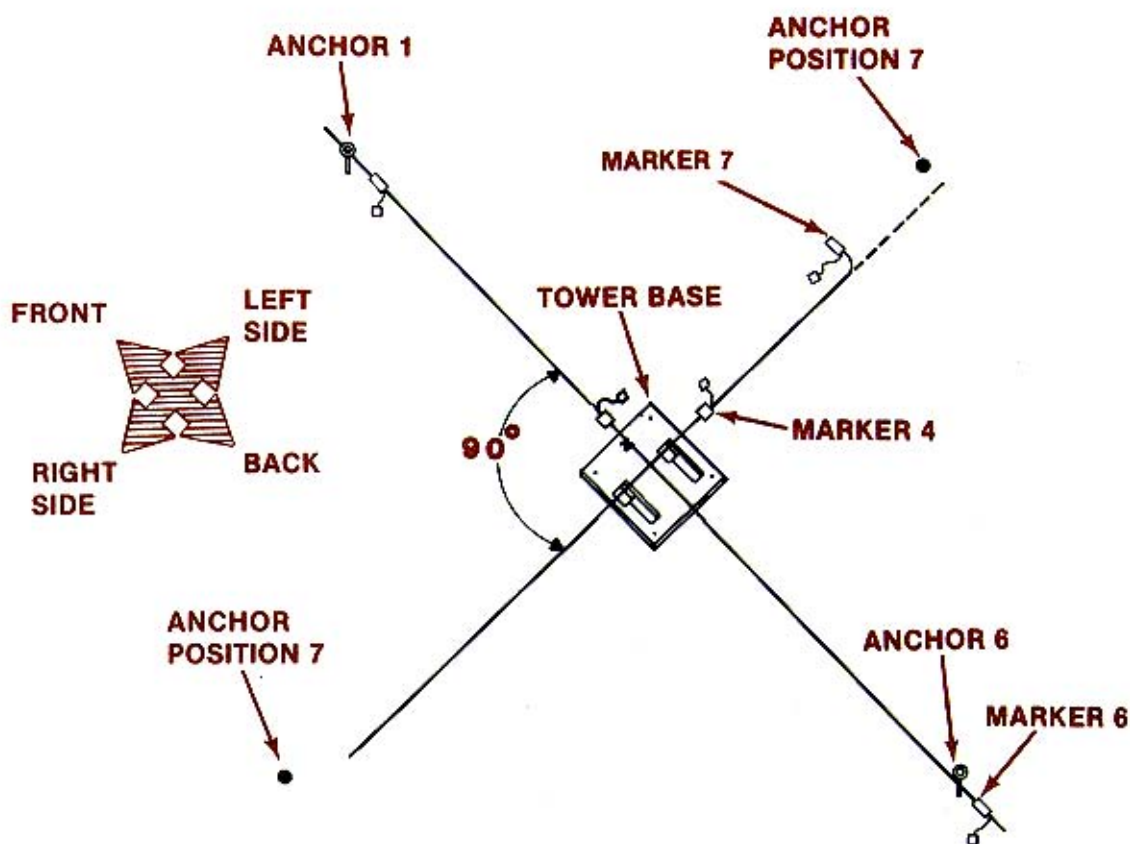 ANCHOR 1
ANCHOR
POSITION 7
MARKER 7
TOWER BASE
FRONT
LEFT
SIDE
90°
MARKER 4
RIGHT
SIDE
BACK
ANCHOR
POSITION 7
ANCHOR 6
MARKER 6